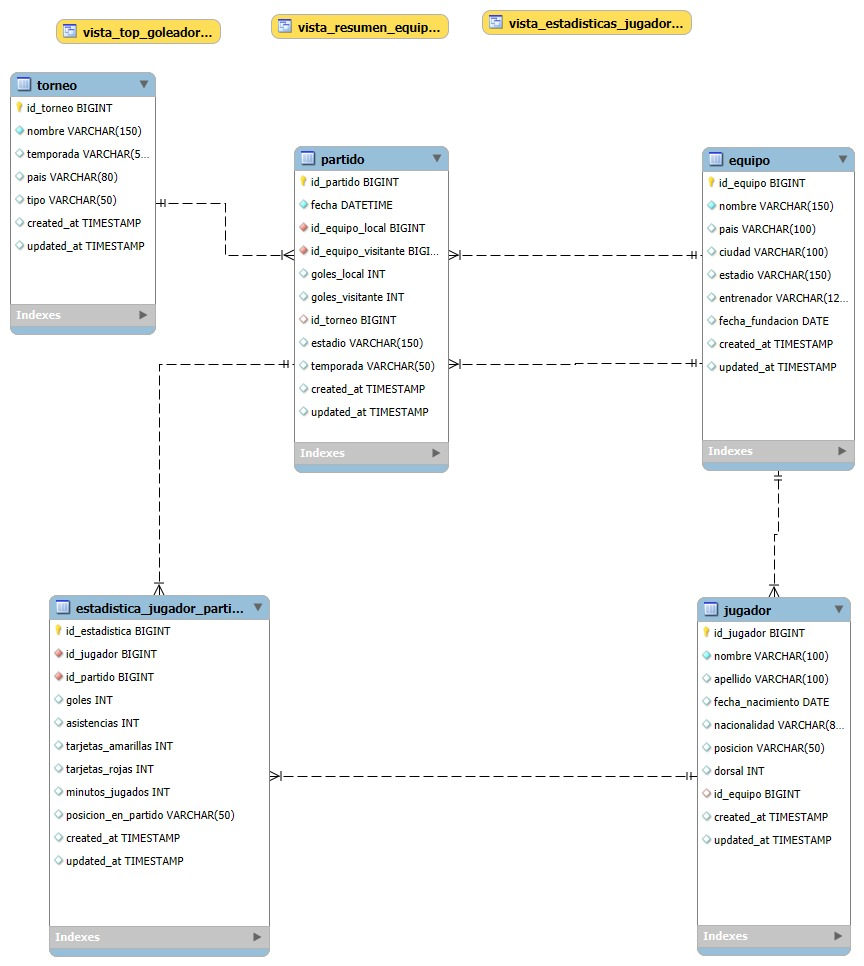 vista_top_goleador...
vista_resumen_equip...
vista_estadisticas_jugador...
torneo
id_torneo BIGINT
nombre VARCHAR(150)
temporada VARCHAR(5...
pais VARCHAR(80)
tipo VARCHAR(50)
created_at TIMESTAMP
updated_at TIMESTAMP
Indexes
partido
id_partido BIGINT
fecha DATETIME
id_equipo_local BIGINT
id_equipo_visitante BIGI...
goles_local INT
goles_visitante INT
id_torneo BIGINT
estadio VARCHAR(150)
temporada VARCHAR(50)
created_at TIMESTAMP
updated_at TIMESTAMP
Indexes
equipo
id_equipo BIGINT
nombre VARCHAR(150)
pais VARCHAR(100)
ciudad VARCHAR(100)
estadio VARCHAR(150)
entrenador VARCHAR(12...
fecha_fundacion DATE
created_at TIMESTAMP
updated_at TIMESTAMP
Indexes
estadistica_jugador_parti...
id_estadistica BIGINT
id_jugador BIGINT
id_partido BIGINT
goles INT
asistencias INT
tarjetas_amarillas INT
tarjetas_rojas INT
minutos_jugados INT
posicion_en_partido VARCHAR(50)
created_at TIMESTAMP
updated_at TIMESTAMP
Indexes
jugador
id_jugador BIGINT
nombre VARCHAR(100)
apellido VARCHAR(100)
fecha_nacimiento DATE
nacionalidad VARCHAR(8...
posicion VARCHAR(50)
dorsal INT
id_equipo BIGINT
created_at TIMESTAMP
updated_at TIMESTAMP
Indexes